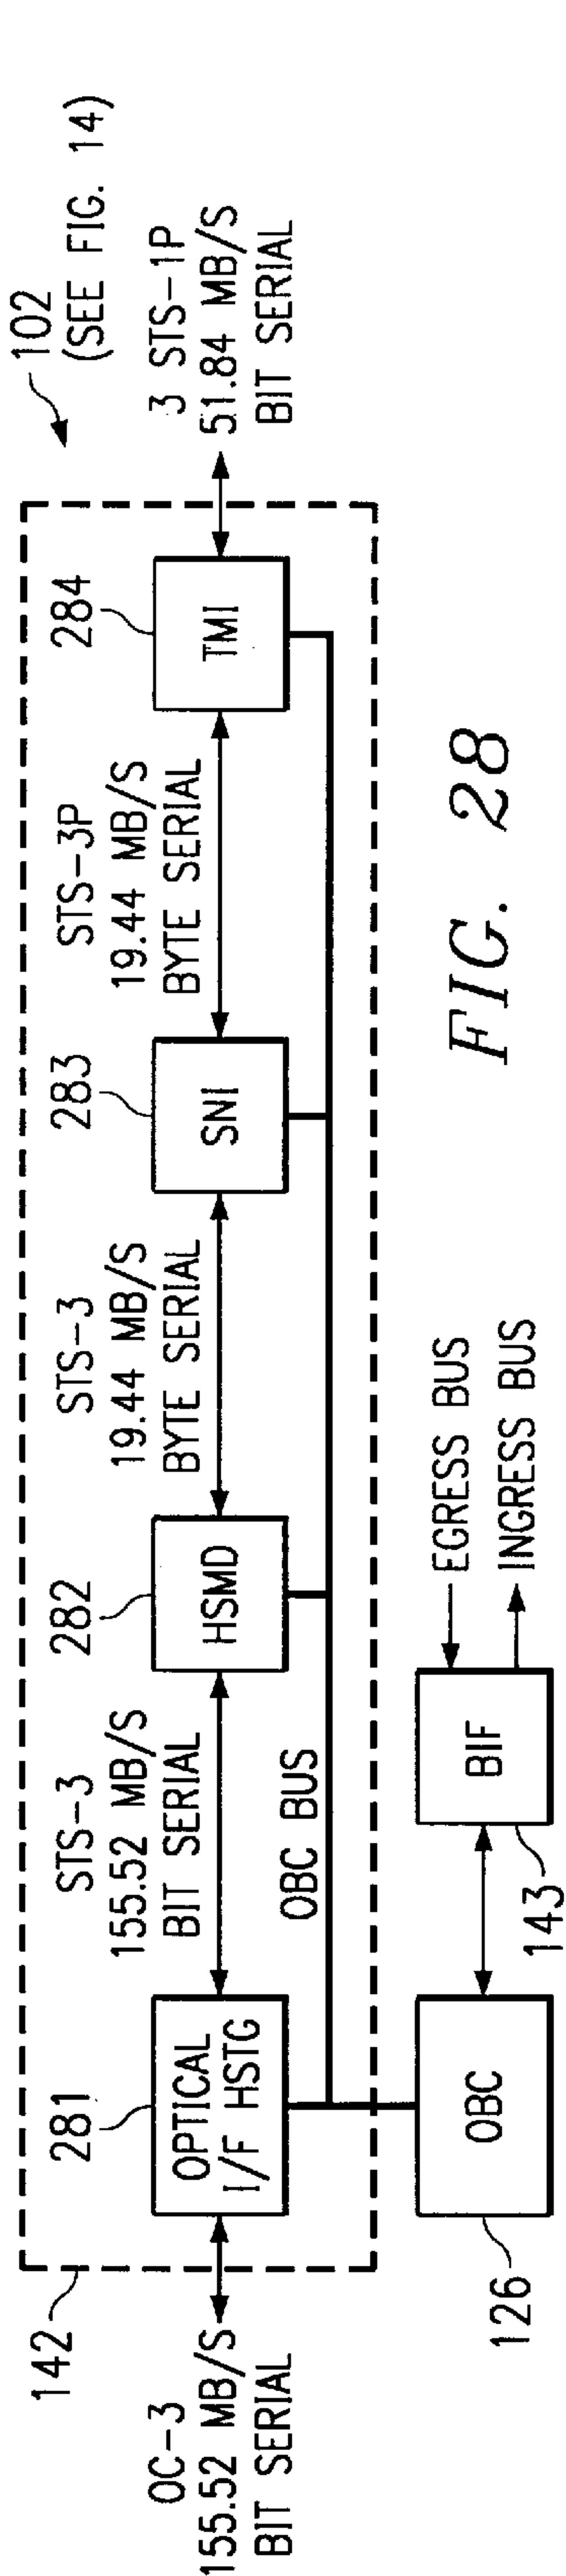 102
(SEE FIG. 14)
142
OC-3
155.52 MB/S
BIT SERIAL
281
OPTICAL
I/F HSTG
STS-3
155.52 MB/S
BIT SERIAL
282
HSMD
STS-3
19.44 MB/S
BYTE SERIAL
283
SNI
STS-3P
19.44 MB/S
BYTE SERIAL
284
TMI
3 STS-1P
51.84 MB/S
BIT SERIAL
OBC BUS
126
OBC
143
BIF
EGRESS BUS
INGRESS BUS
FIG. 28